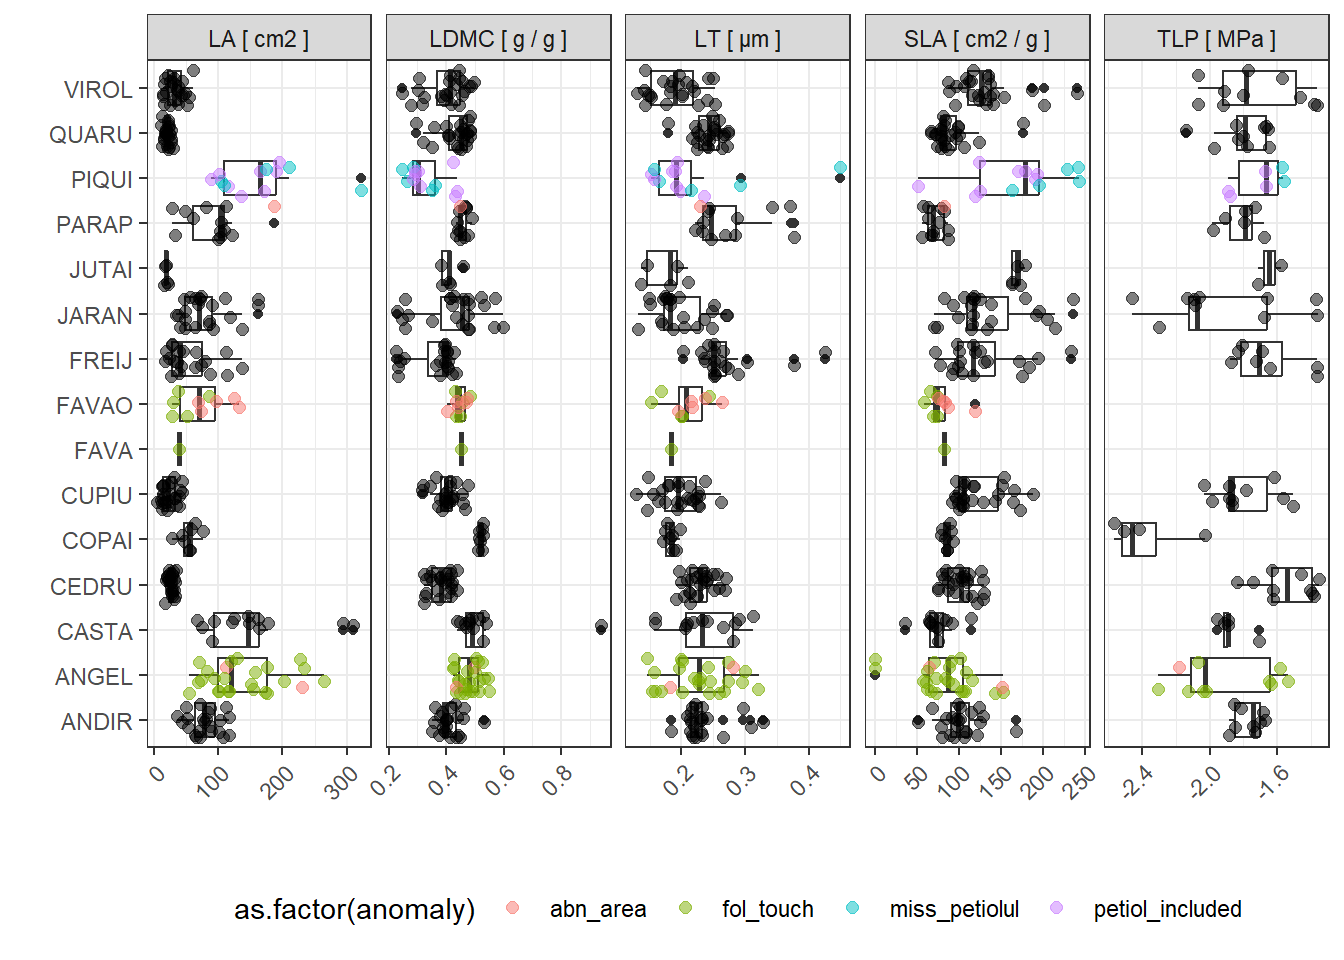 LA [ cm2 ]
LDMC [ g / g ]
LT [ µm ]
SLA [ cm2 / g ]
TLP [ MPa ]
VIROL
QUARU
PIQUI
PARAP
JUTAI
JARAN
FREIJ
FAVAO
FAVA
CUPIU
COPAI
CEDRU
CASTA
ANGEL
ANDIR
0 100 200 300
0.2 0.4 0.6 0.8
0.2 0.3 0.4
0 50 100 150 200 250
-2.4 -2.0 -1.6
as.factor(anomaly) abn_area fol_touch miss_petiolul petiol_included